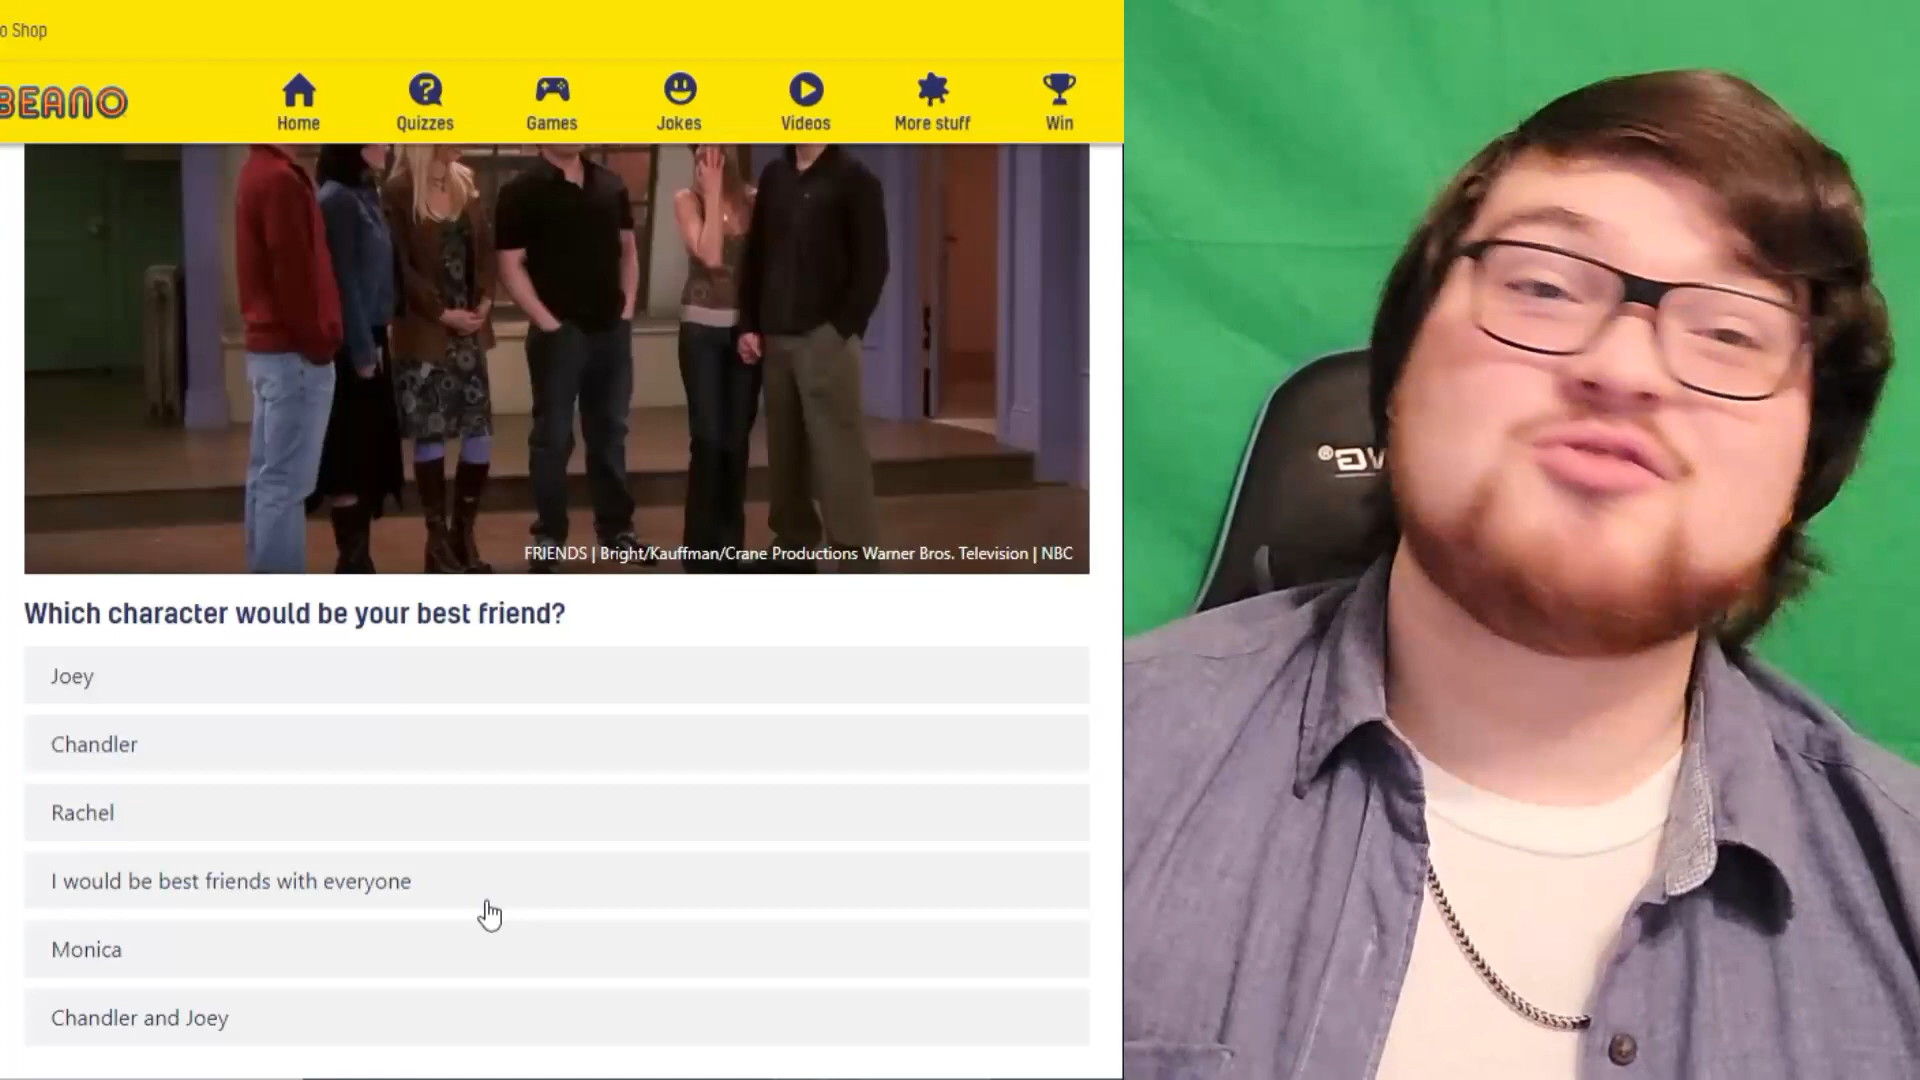 o Shop
BEANO
Home
Quizzes
Games
Jokes
Videos
More stuff
Win
FRIENDS | Bright/Kauffman/Crane Productions Warner Bros. Television | NBC
Which character would be your best friend?
Joey
Chandler
Rachel
I would be best friends with everyone
Monica
Chandler and Joey